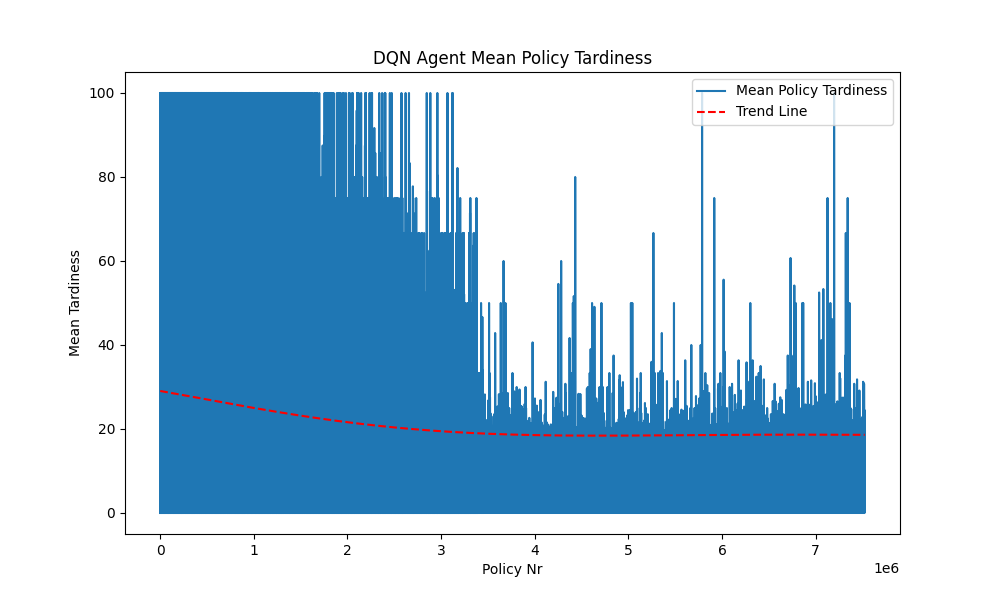 DQN Agent Mean Policy Tardiness
Mean Policy Tardiness
Trend Line
Mean Tardiness
100
80
60
40
20
0
0 1 2 3 4 5 6 7
1e6
Policy Nr